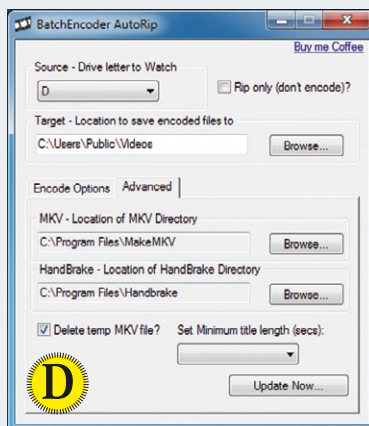 BatchEncoder AutoRip
Buy me Coffee
Source - Drive letter to Watch
D
Rip only (don't encode)?
Target - Location to save encoded files to
C:\Users\Public\Videos
Browse...
Encode Options
Advanced
MKV - Location of MKV Directory
C:\Program Files\MakeMKV
Browse...
HandBrake - Location of HandBrake Directory
C:\Program Files\Handbrake
Browse...
Delete temp MKV file?
Set Minimum title length (secs):
D
Update Now...